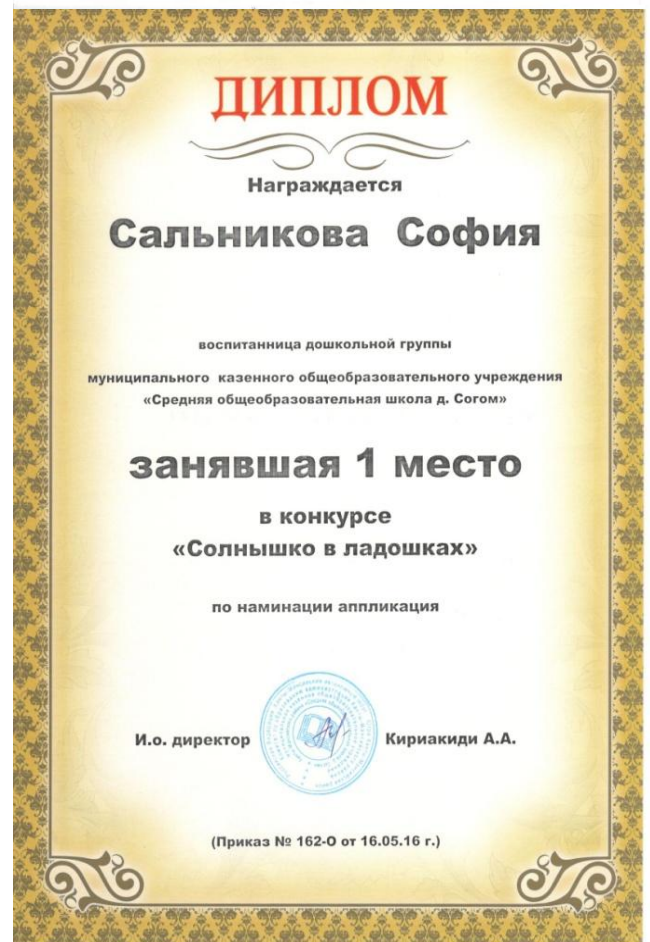 ДИПЛОМ
Награждается
Сальникова София
воспитанница дошкольной группы
муниципального казенного общеобразовательного учреждения
«Средняя общеобразовательная школа д. Согом»
занявшая 1 место
в конкурсе
«Солнышко в ладошках»
по наминации аппликация
И.о. директор Кириакиди А.А.
(Приказ № 162-О от 16.05.16 г.)